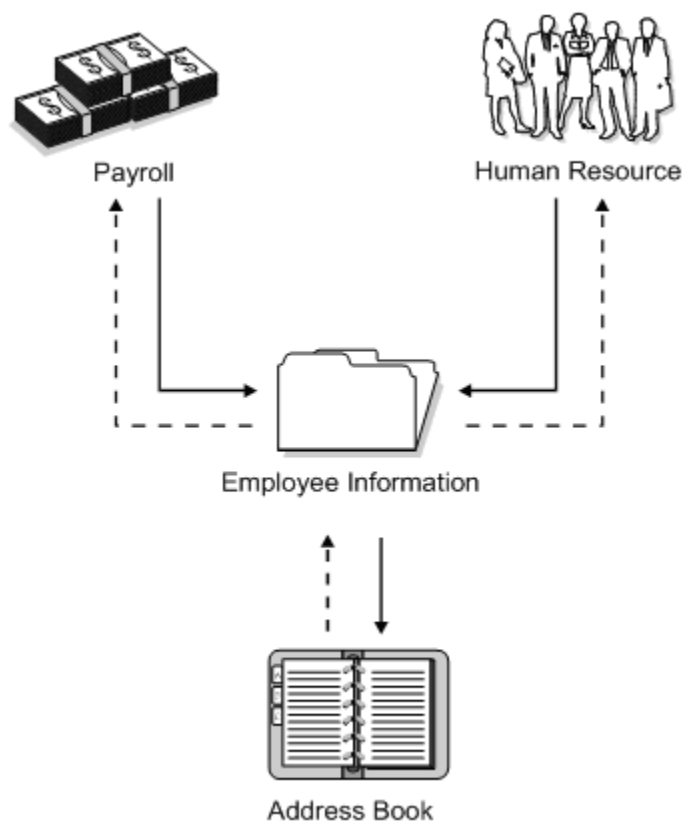 Payroll
Human Resource
Employee Information
Address Book